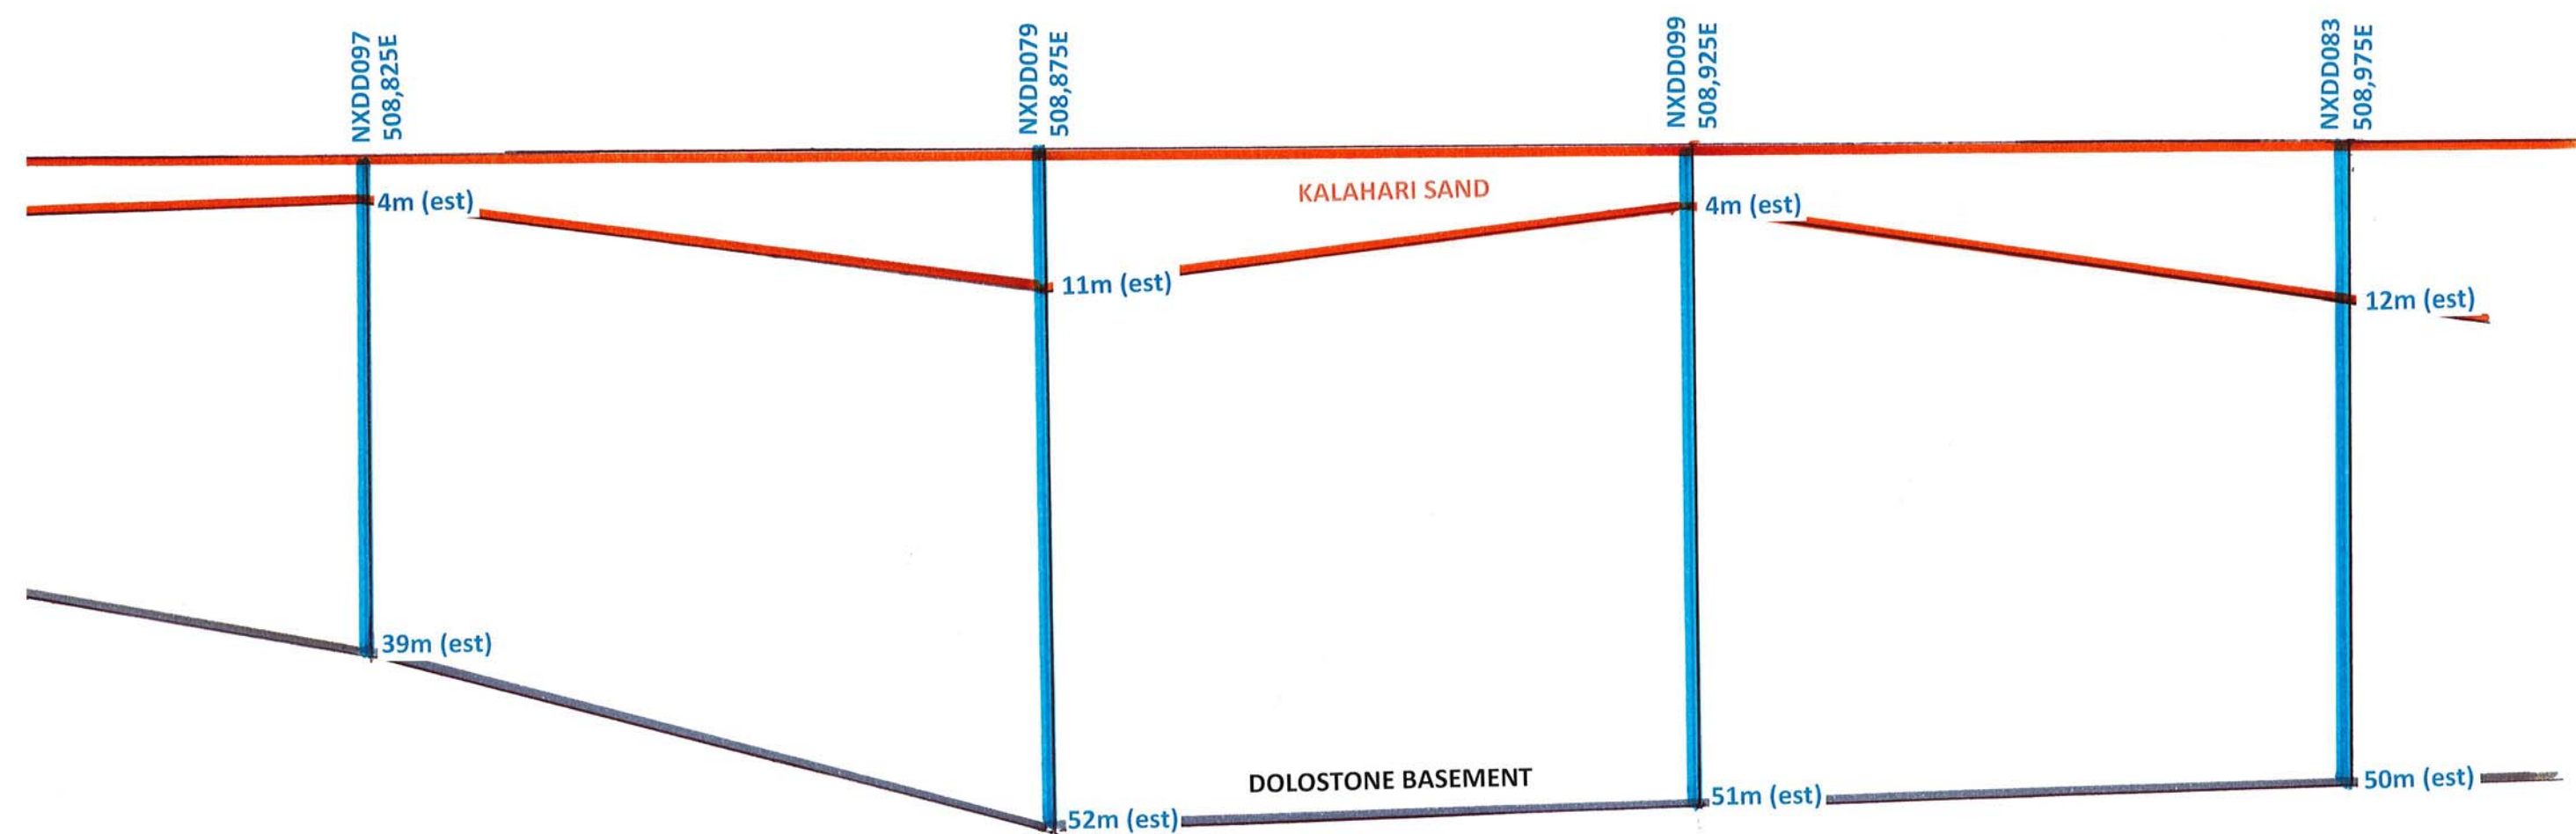 NXDD097
508,825E
NXDD079
508,875E
NXDD099
508,925E
NXDD083
508,975E
KALAHARI SAND
4m (est)
11m (est)
4m (est)
12m (est)
39m (est)
DOLOSTONE BASEMENT
52m (est)
51m (est)
50m (est)